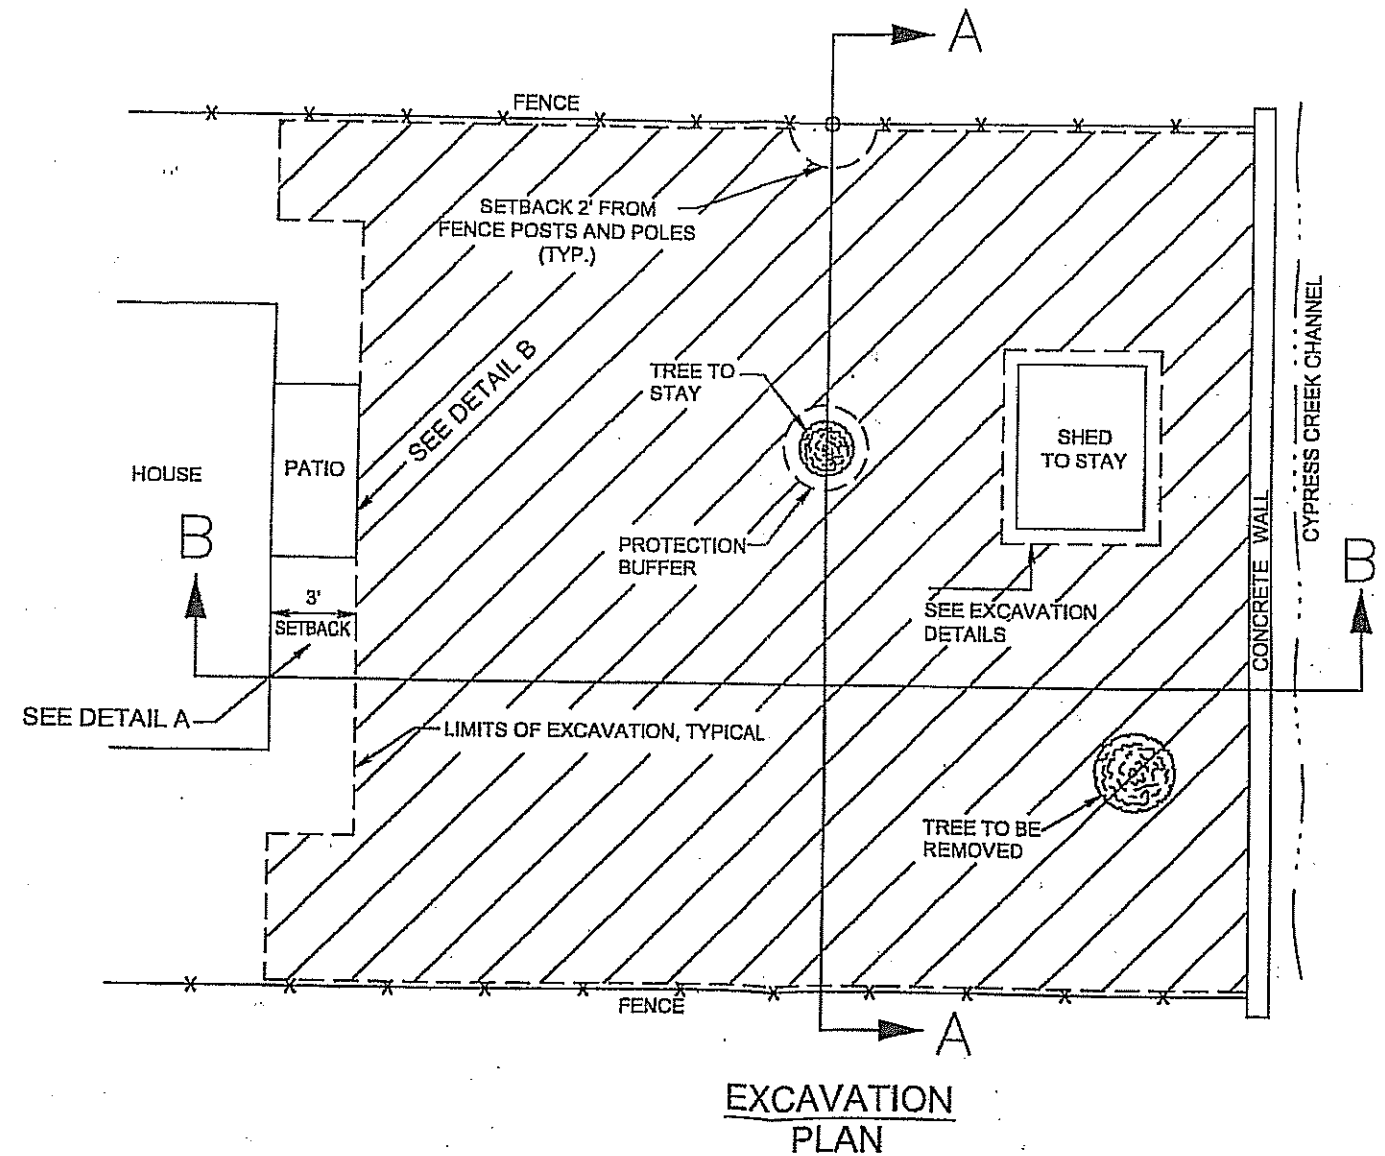 A
FENCE
SETBACK 2' FROM
FENCE POSTS AND POLES
(TYP.)
SEE DETAIL B
TREE TO
STAY
SHED
TO STAY
CYPRESS CREEK CHANNEL
HOUSE
PATIO
B
PROTECTION
BUFFER
B
3'
SETBACK
SEE EXCAVATION
DETAILS
CONCRETE WALL
SEE DETAIL A
LIMITS OF EXCAVATION, TYPICAL
TREE TO BE
REMOVED
FENCE
A
EXCAVATION
PLAN